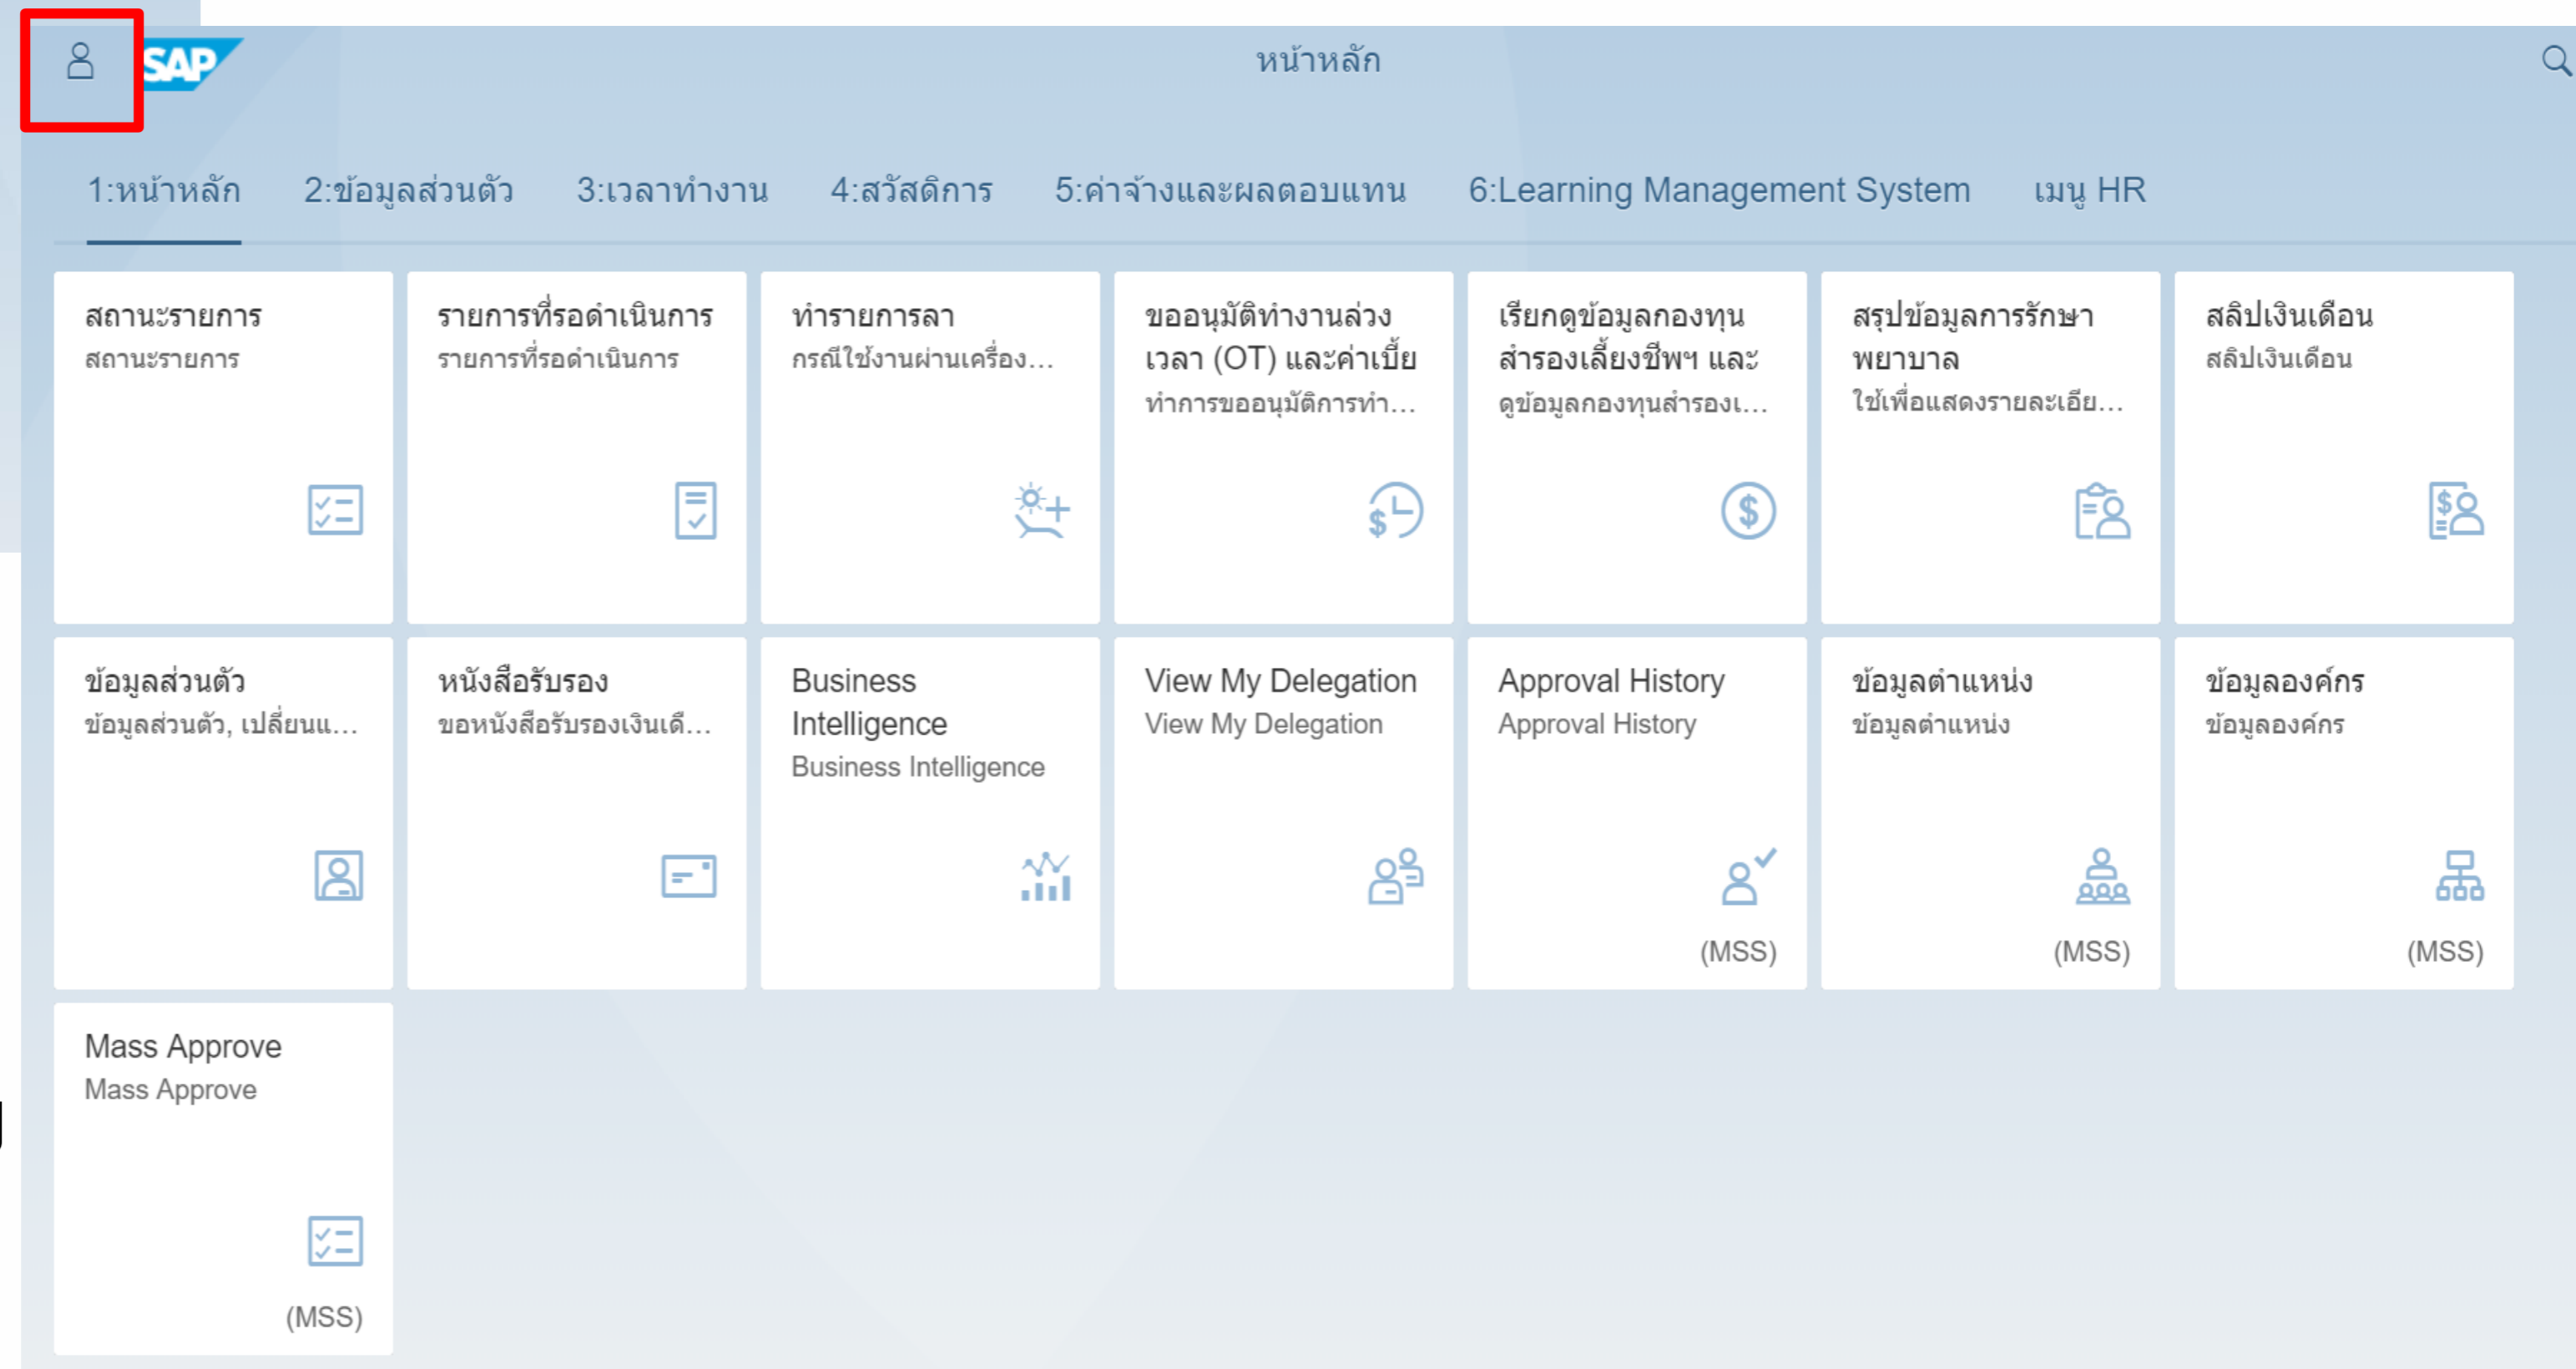 SAP
หน้าหลัก
1:หน้าหลัก 2:ข้อมูลส่วนตัว 3:เวลาทำงาน 4:สวัสดิการ 5:ค่าจ้างและผลตอบแทน 6:Learning Management System เมนู HR
สถานะรายการ
สถานะรายการ
รายการที่รอดำเนินการ
รายการที่รอดำเนินการ
ทำรายการลา
กรณีใช้งานผ่านเครื่อง...
ขออนุมัติทำงานล่วง
เวลา (OT) และค่าเบี้ย
ทำการขออนุมัติการทำ...
เรียกดูข้อมูลกองทุน
สำรองเลี้ยงชีพฯ และ
ดูข้อมูลกองทุนสำรองเ...
สรุปข้อมูลการรักษา
พยาบาล
ใช้เพื่อแสดงรายละเอีย...
สลิปเงินเดือน
สลิปเงินเดือน
ข้อมูลส่วนตัว
ข้อมูลส่วนตัว, เปลี่ยนแ...
หนังสือรับรอง
ขอหนังสือรับรองเงินเดื...
Business
Intelligence
Business Intelligence
View My Delegation
View My Delegation
Approval History
Approval History
(MSS)
ข้อมูลตำแหน่ง
ข้อมูลตำแหน่ง
(MSS)
ข้อมูลองค์กร
ข้อมูลองค์กร
(MSS)
Mass Approve
Mass Approve
(MSS)